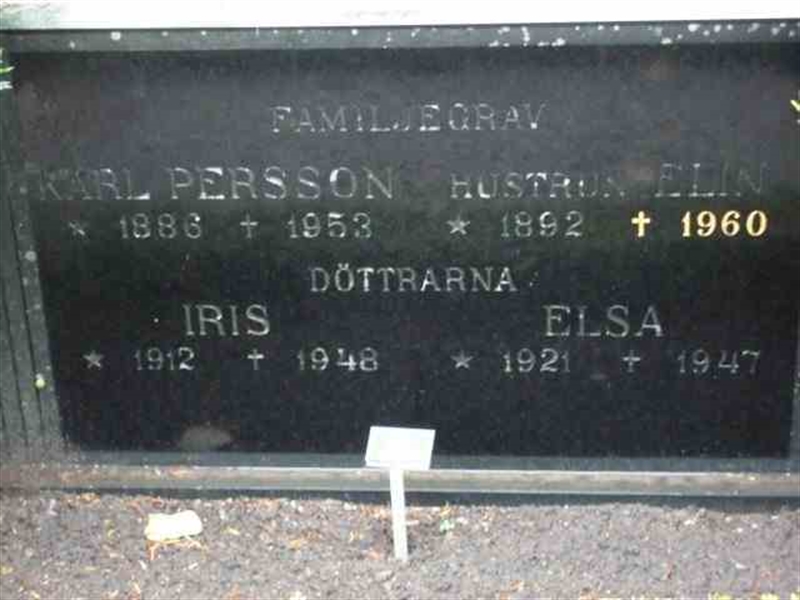 FAMILJEGRAV
KARL PERSSON HUSTRUN ELIN
* 1886 † 1953 * 1892 † 1960
DÖTTRARNA
IRIS ELSA
* 1912 † 1948 * 1921 † 1947